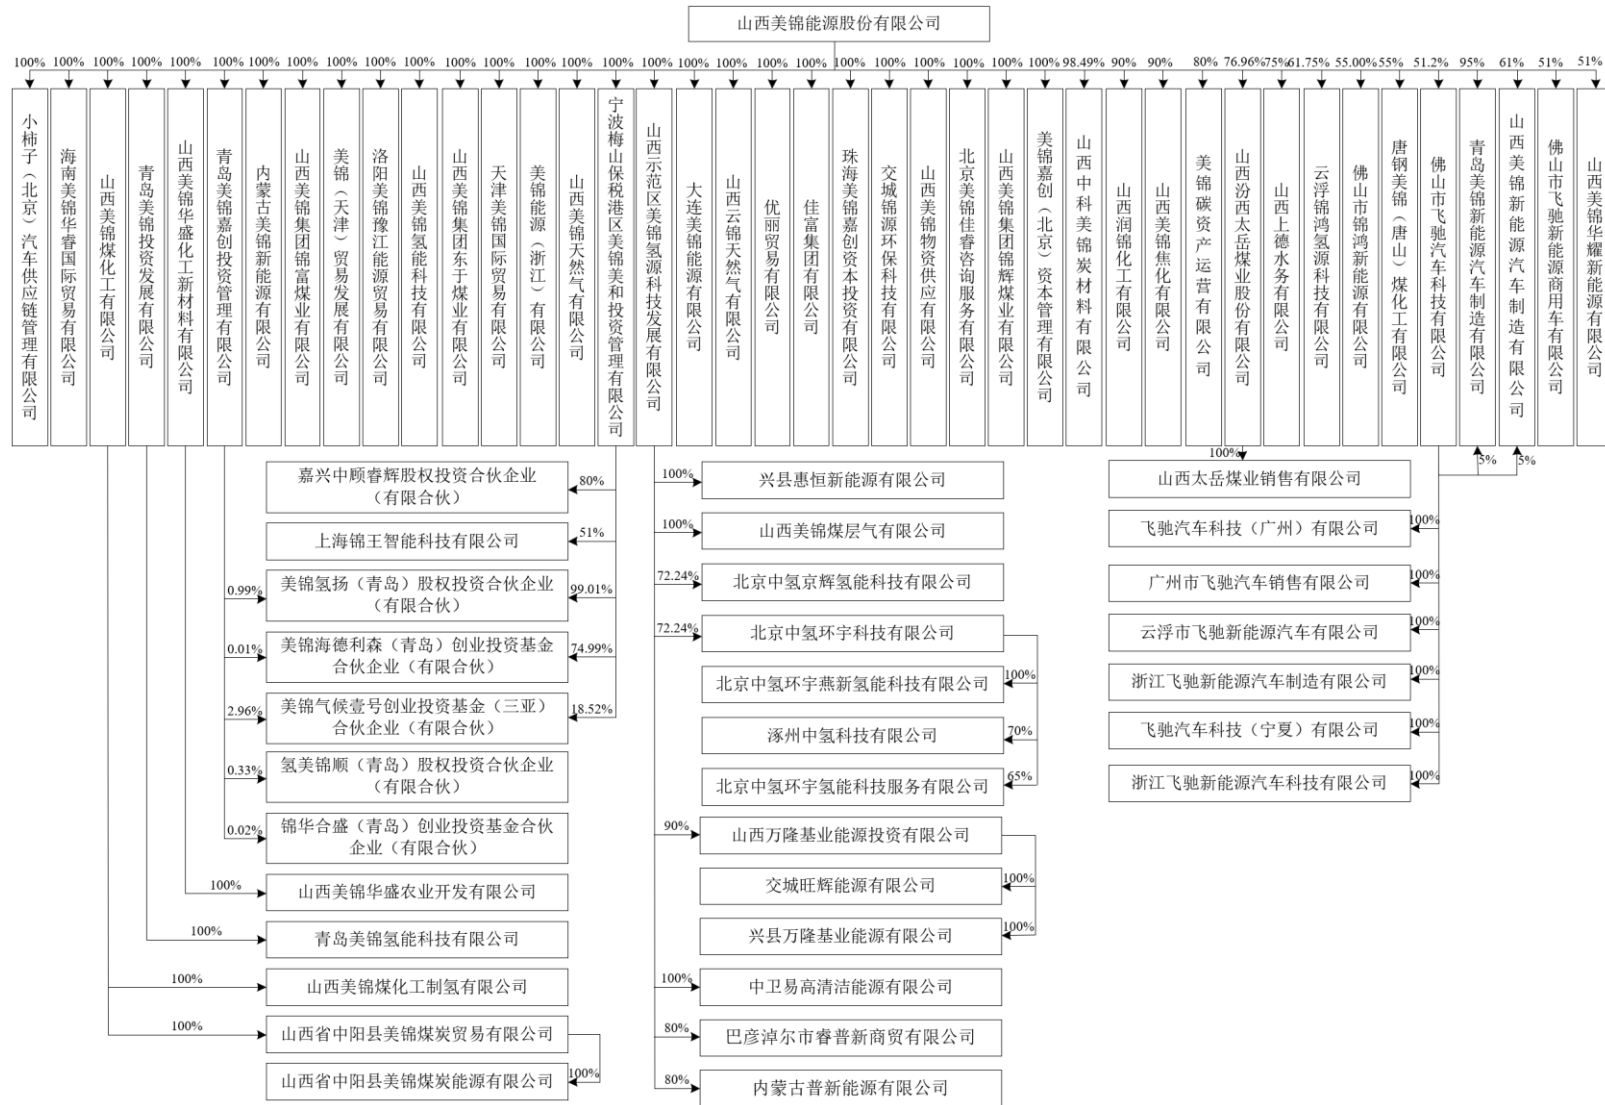 山西美锦能源股份有限公司
100% 100% 100% 100% 100% 100% 100% 100% 100% 100% 100% 100% 100% 100% 100% 100% 100% 100% 100% 100% 100% 100% 100% 100% 100% 100% 100% 98.49% 90% 90% 80% 76.96% 75% 61.75% 55.00% 55% 51.2% 95% 61% 51% 51%
小柿子（北京）汽车供应链管理有限公司
海南美锦华睿国际贸易有限公司
山西美锦煤化工有限公司
青岛美锦投资发展有限公司
山西美锦华盛化工新材料有限公司
青岛美锦嘉创投资管理有限公司
内蒙古美锦新能源有限公司
山西美锦集团锦富煤业有限公司
美锦（天津）贸易发展有限公司
洛阳美锦豫江能源贸易有限公司
山西美锦氢能科技有限公司
山西美锦集团东于煤业有限公司
天津美锦国际贸易有限公司
美锦能源（浙江）有限公司
山西美锦天然气有限公司
宁波梅山保税港区美锦美和投资管理有限公司
山西示范区美锦氢源科技发展有限公司
大连美锦能源有限公司
山西云锦天然气有限公司
优丽贸易有限公司
佳富集团有限公司
珠海美锦嘉创资本投资有限公司
交城锦源环保科技有限公司
山西美锦物资供应有限公司
北京美锦佳睿咨询服务有限公司
山西美锦集团锦辉煤业有限公司
美锦嘉创（北京）资本管理有限公司
山西中科美锦炭材料有限公司
山西润锦化工有限公司
山西美锦焦化有限公司
美锦碳资产运营有限公司
山西汾西太岳煤业股份有限公司
山西上德水务有限公司
云浮锦鸿氢源科技有限公司
佛山市锦鸿新能源有限公司
唐钢美锦（唐山）煤化工有限公司
佛山市飞驰汽车科技有限公司
青岛美锦新能源汽车制造有限公司
山西美锦新能源汽车制造有限公司
佛山市飞驰新能源商用车有限公司
山西美锦华耀新能源有限公司
嘉兴中顾睿辉股权投资合伙企业
（有限合伙）
80%
上海锦王智能科技有限公司
51%
0.99%
美锦氢扬（青岛）股权投资合伙企业
（有限合伙）
99.01%
0.01%
美锦海德利森（青岛）创业投资基金
合伙企业（有限合伙）
74.99%
2.96%
美锦气候壹号创业投资基金（三亚）
合伙企业（有限合伙）
18.52%
0.33%
氢美锦顺（青岛）股权投资合伙企业
（有限合伙）
0.02%
锦华合盛（青岛）创业投资基金合伙
企业（有限合伙）
100%
山西美锦华盛农业开发有限公司
100%
青岛美锦氢能科技有限公司
100%
山西美锦煤化工制氢有限公司
100%
山西省中阳县美锦煤炭贸易有限公司
山西省中阳县美锦煤炭能源有限公司
100%
100%
兴县惠恒新能源有限公司
100%
山西美锦煤层气有限公司
72.24%
北京中氢京辉氢能科技有限公司
72.24%
北京中氢环宇科技有限公司
北京中氢环宇燕新氢能科技有限公司
100%
涿州中氢科技有限公司
70%
北京中氢环宇氢能科技服务有限公司
65%
90%
山西万隆基业能源投资有限公司
交城旺辉能源有限公司
100%
兴县万隆基业能源有限公司
100%
100%
中卫易高清洁能源有限公司
80%
巴彦淖尔市睿普新商贸有限公司
80%
内蒙古普新能源有限公司
100%
山西太岳煤业销售有限公司
5%
5%
飞驰汽车科技（广州）有限公司
100%
广州市飞驰汽车销售有限公司
100%
云浮市飞驰新能源汽车有限公司
100%
浙江飞驰新能源汽车制造有限公司
100%
飞驰汽车科技（宁夏）有限公司
100%
浙江飞驰新能源汽车科技有限公司
100%